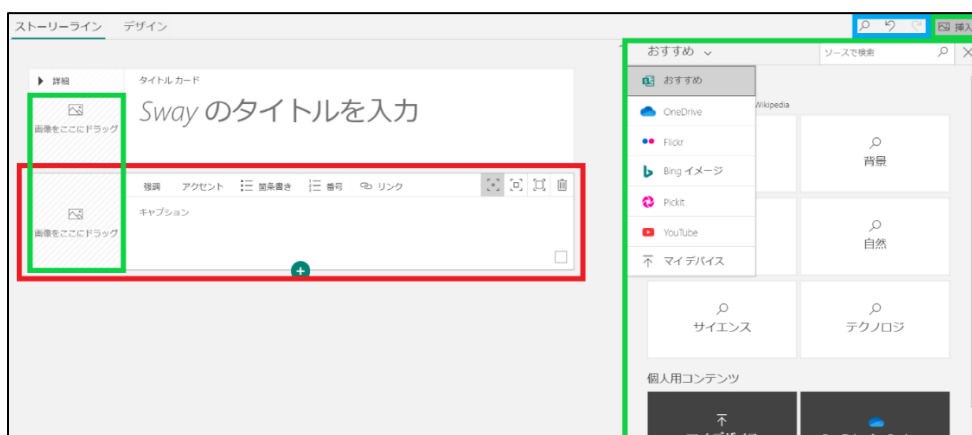 ストーリーライン デザイン
挿入
▶ 詳細
タイトル カード
Sway のタイトルを入力
画像をここにドラッグ
強調 アクセント 箇条書き 番号 リンク
キャプション
画像をここにドラッグ
おすすめ
ソースで検索
おすすめ
OneDrive
Wikipedia
Flickr
Bing イメージ
Pickit
YouTube
マイ デバイス
背景
自然
サイエンス
テクノロジ
個人用コンテンツ